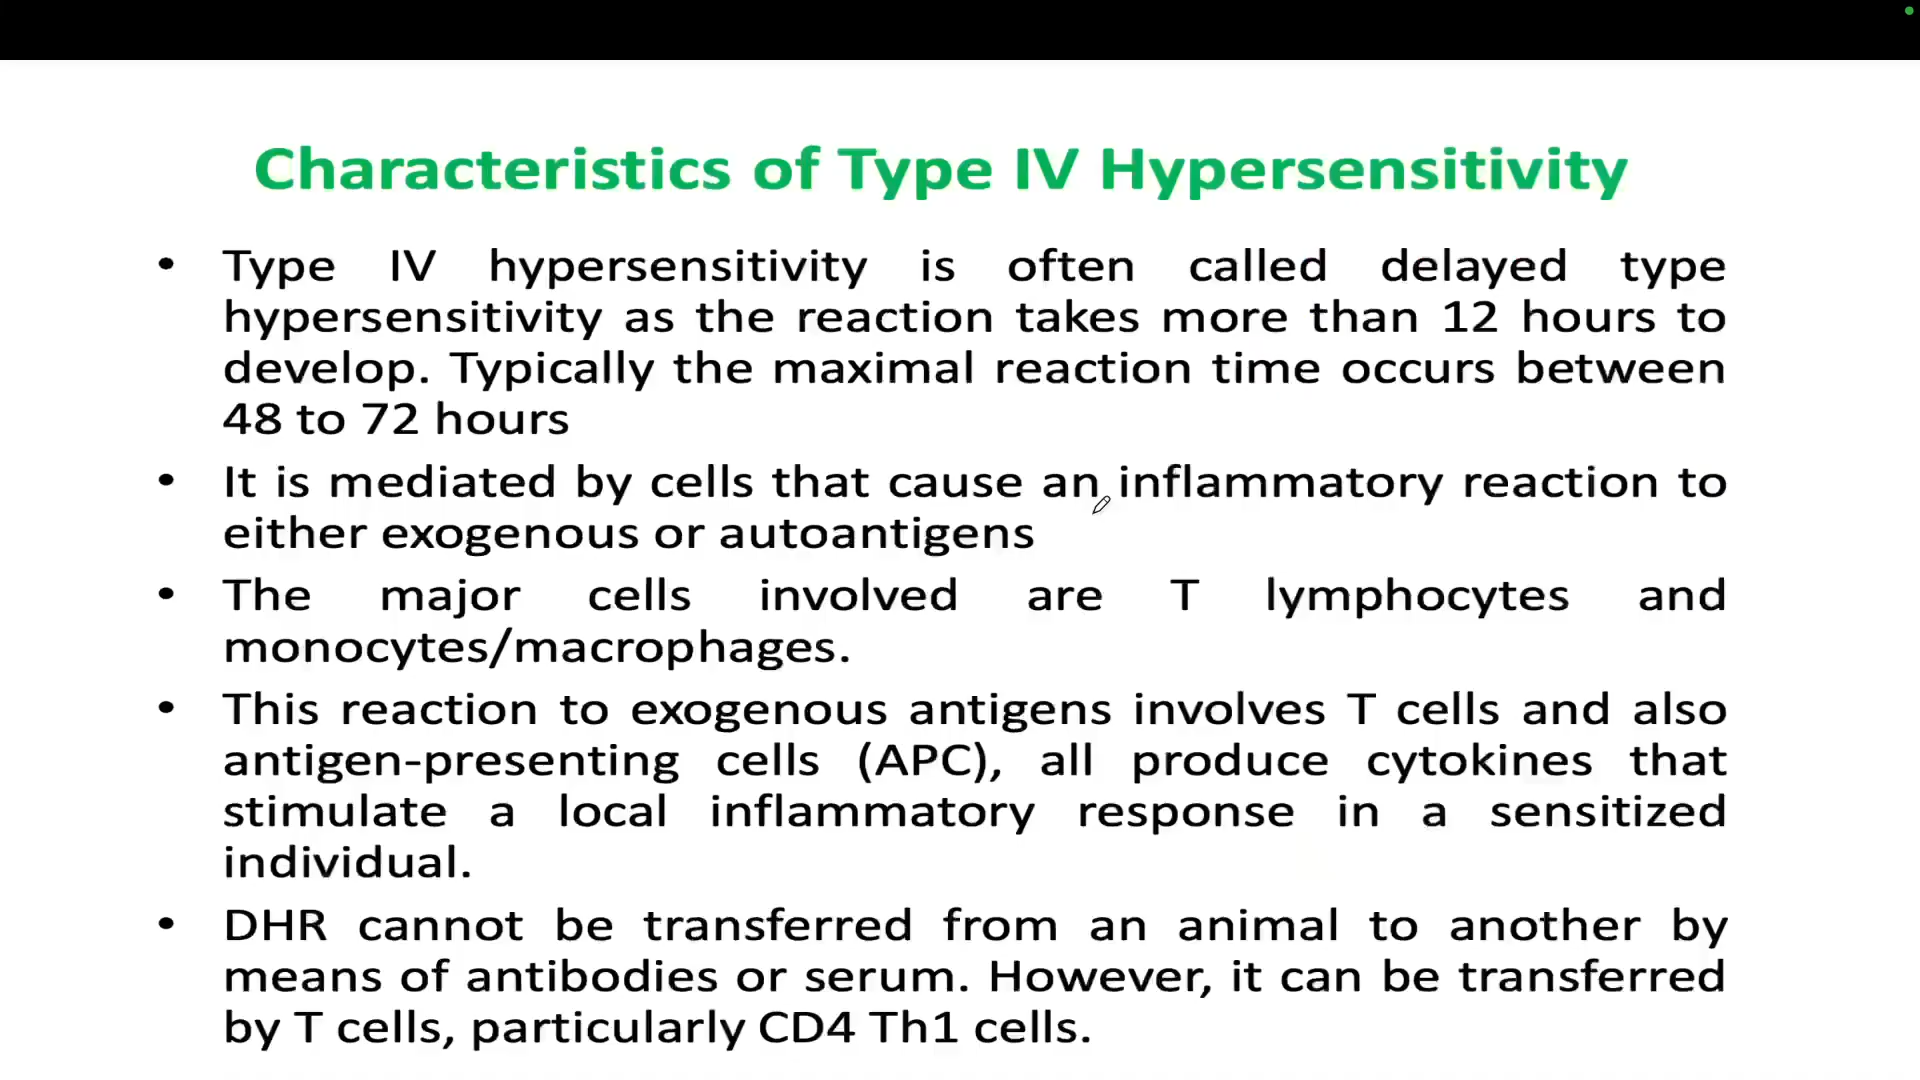 Characteristics of Type IV Hypersensitivity
• Type IV hypersensitivity is often called delayed type
hypersensitivity as the reaction takes more than 12 hours to
develop. Typically the maximal reaction time occurs between
48 to 72 hours
• It is mediated by cells that cause an inflammatory reaction to
either exogenous or autoantigens
• The major cells involved are T lymphocytes and
monocytes/macrophages.
• This reaction to exogenous antigens involves T cells and also
antigen-presenting cells (APC), all produce cytokines that
stimulate a local inflammatory response in a sensitized
individual.
• DHR cannot be transferred from an animal to another by
means of antibodies or serum. However, it can be transferred
by T cells, particularly CD4 Th1 cells.